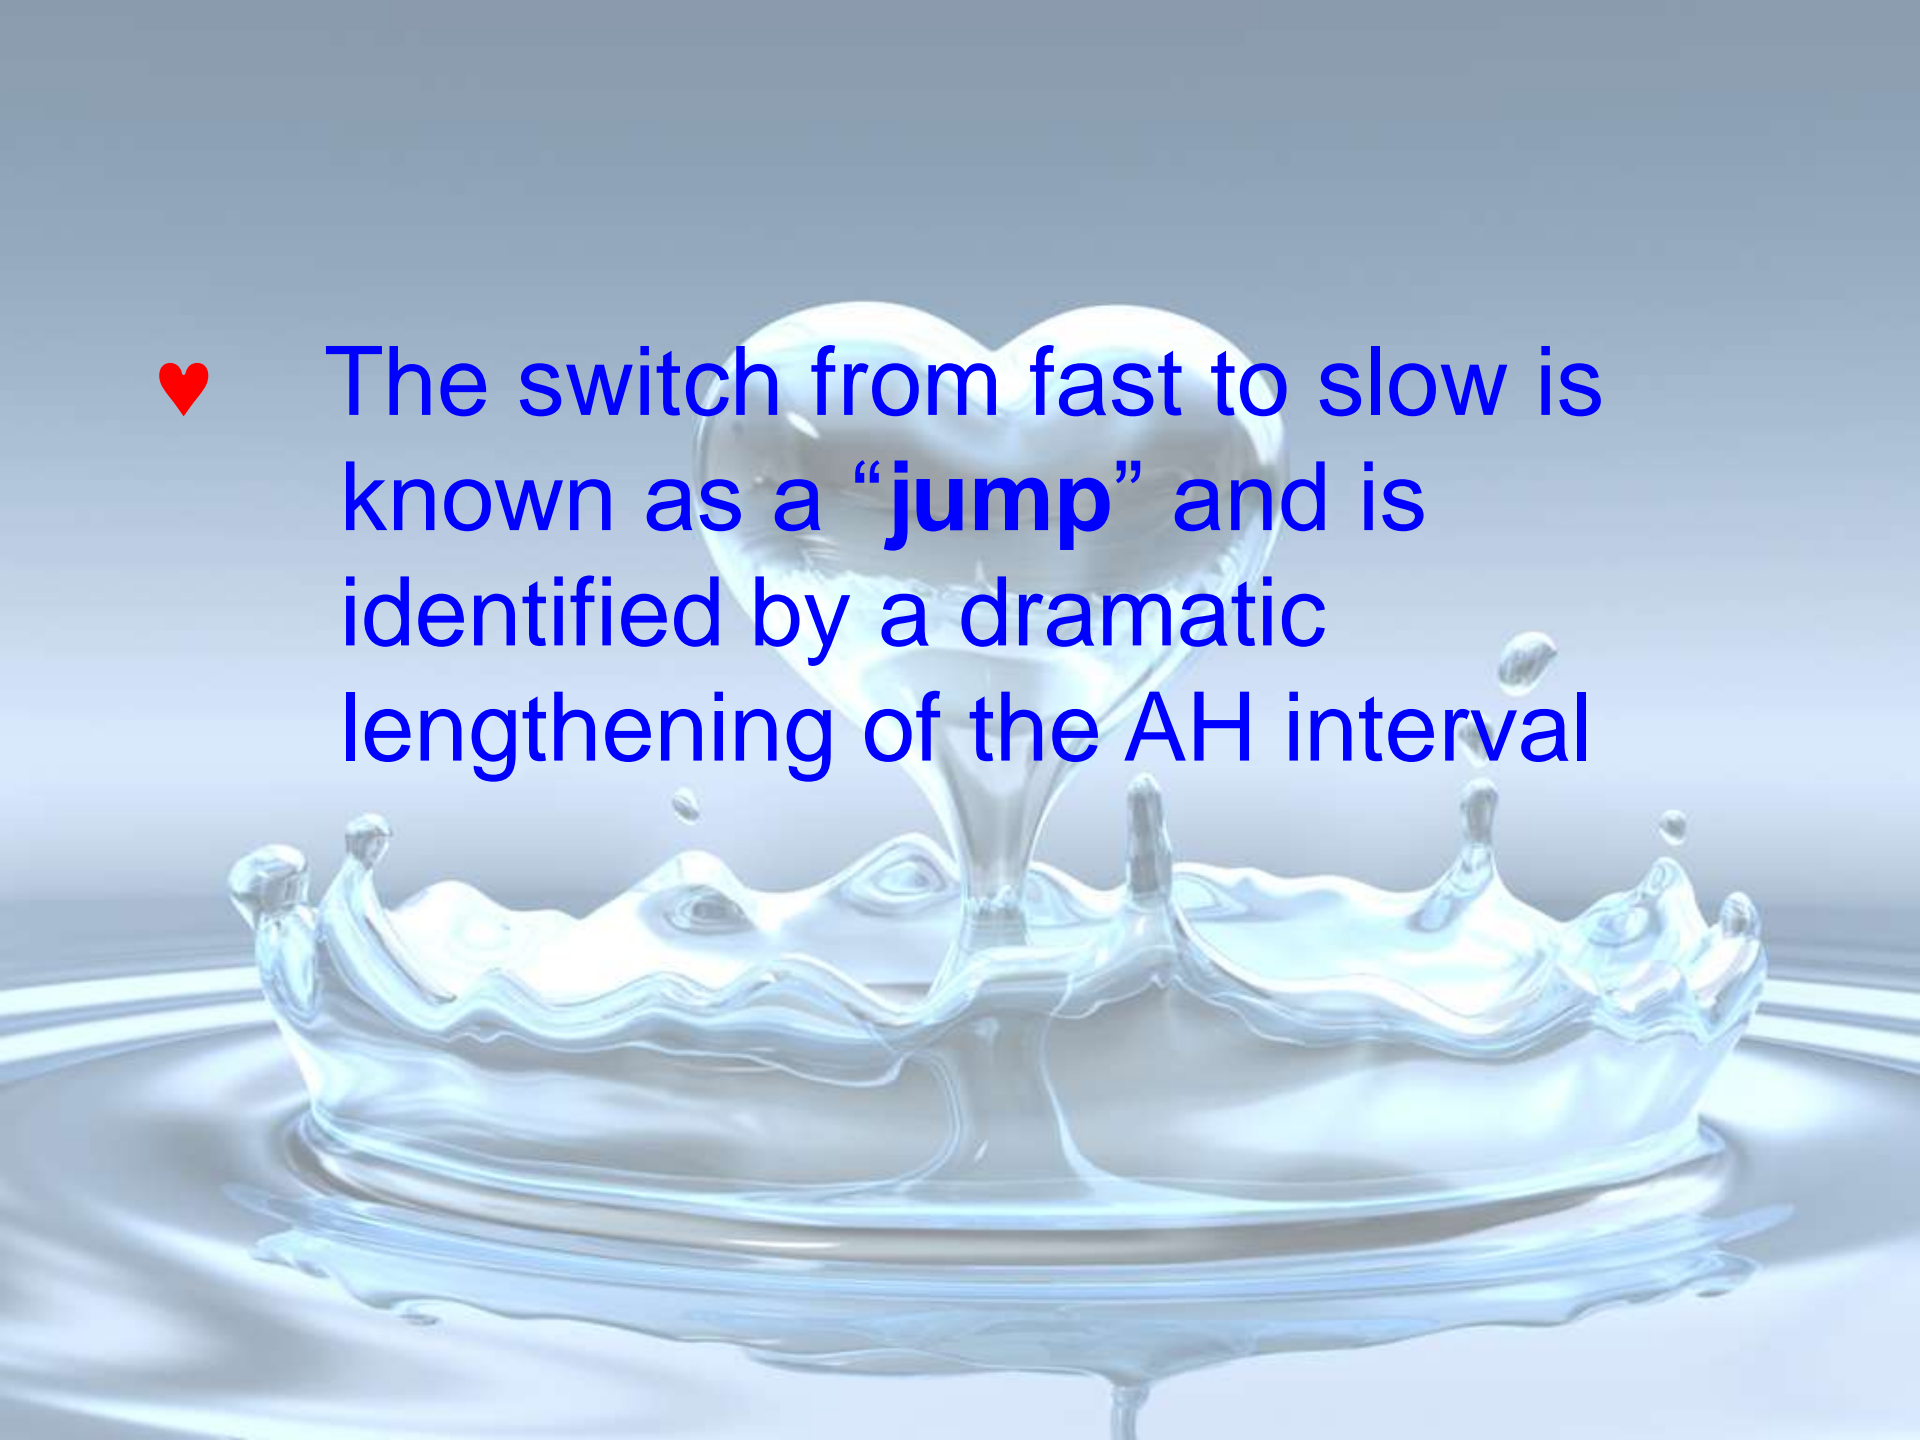 ♥ The switch from fast to slow is
known as a “jump” and is
identified by a dramatic
lengthening of the AH interval